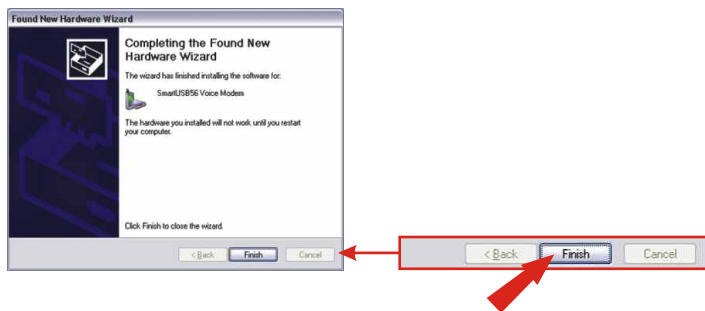 Found New Hardware Wizard
Completing the Found New
Hardware Wizard
The wizard has finished installing the software for:
SmartUSB56 Voice Modem
The hardware you installed will not work until you restart
your computer.
Click Finish to close the wizard.
< Back Finish Cancel
< Back Finish Cancel